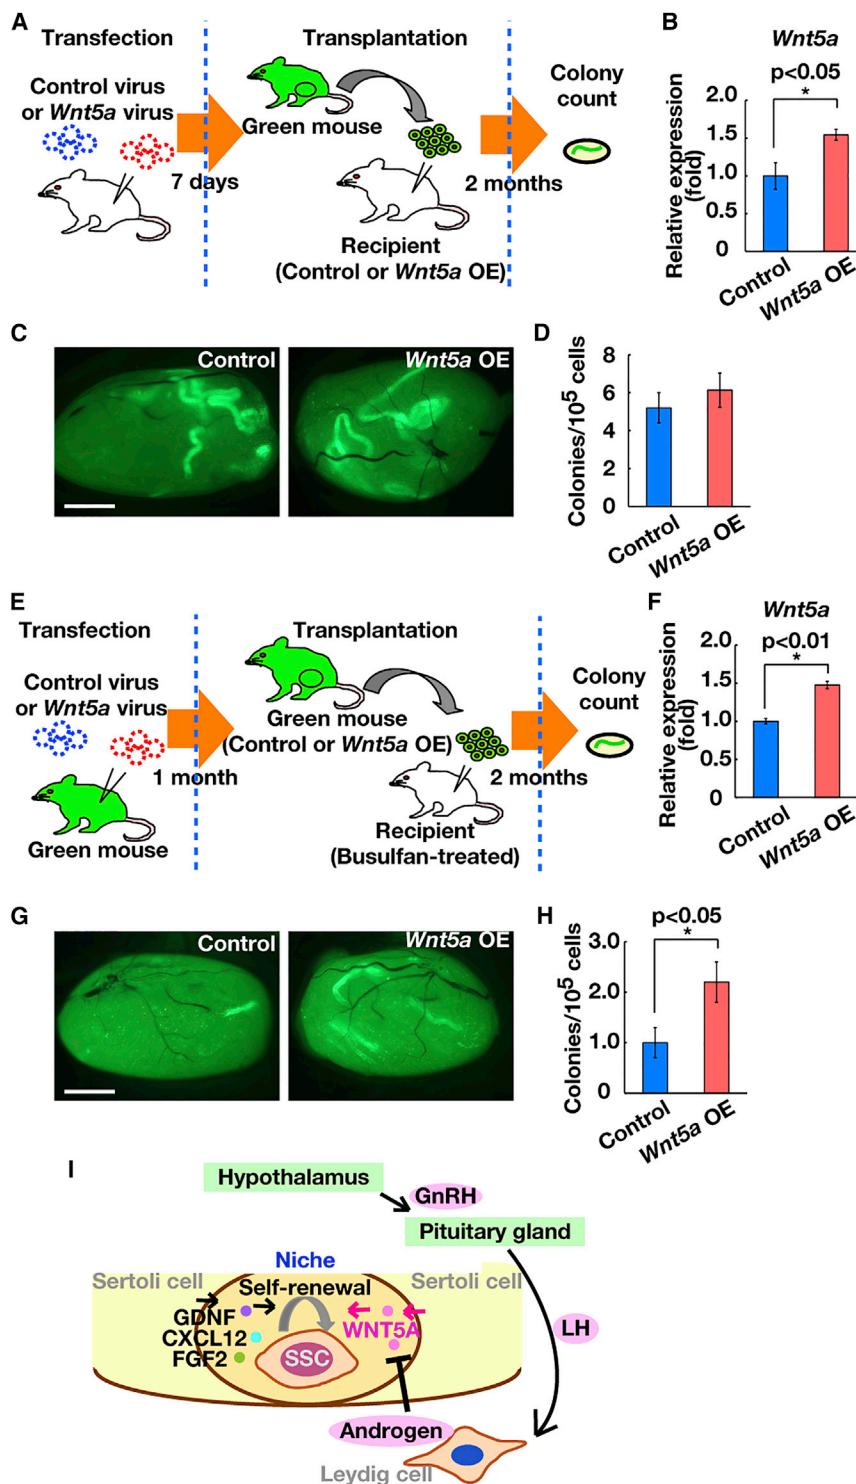 A
Transfection
Transplantation
Control virus
or Wnt5a virus
Green mouse
Colony
count
7 days
2 months
Recipient
(Control or Wnt5a OE)
B
Wnt5a
p<0.05
*
Relative expression
(fold)
2.0
1.5
1.0
0.5
0
Control
Wnt5a OE
C
Control
Wnt5a OE
D
Colonies/10⁵ cells
8
6
4
2
0
Control
Wnt5a OE
E
Transfection
Transplantation
Control virus
or Wnt5a virus
Green mouse
1 month
Green mouse
(Control or Wnt5a OE)
Colony
count
2 months
Recipient
(Busulfan-treated)
F
Wnt5a
p<0.01
*
Relative expression
(fold)
2.0
1.5
1.0
0.5
0
Control
Wnt5a OE
G
Control
Wnt5a OE
H
p<0.05
*
Colonies/10⁵ cells
3.0
2.0
1.0
0
Control
Wnt5a OE
I
Hypothalamus
GnRH
Pituitary gland
Niche
Sertoli cell
Self-renewal
Sertoli cell
GDNF
CXCL12
FGF2
WNT5A
SSC
LH
Androgen
Leydig cell